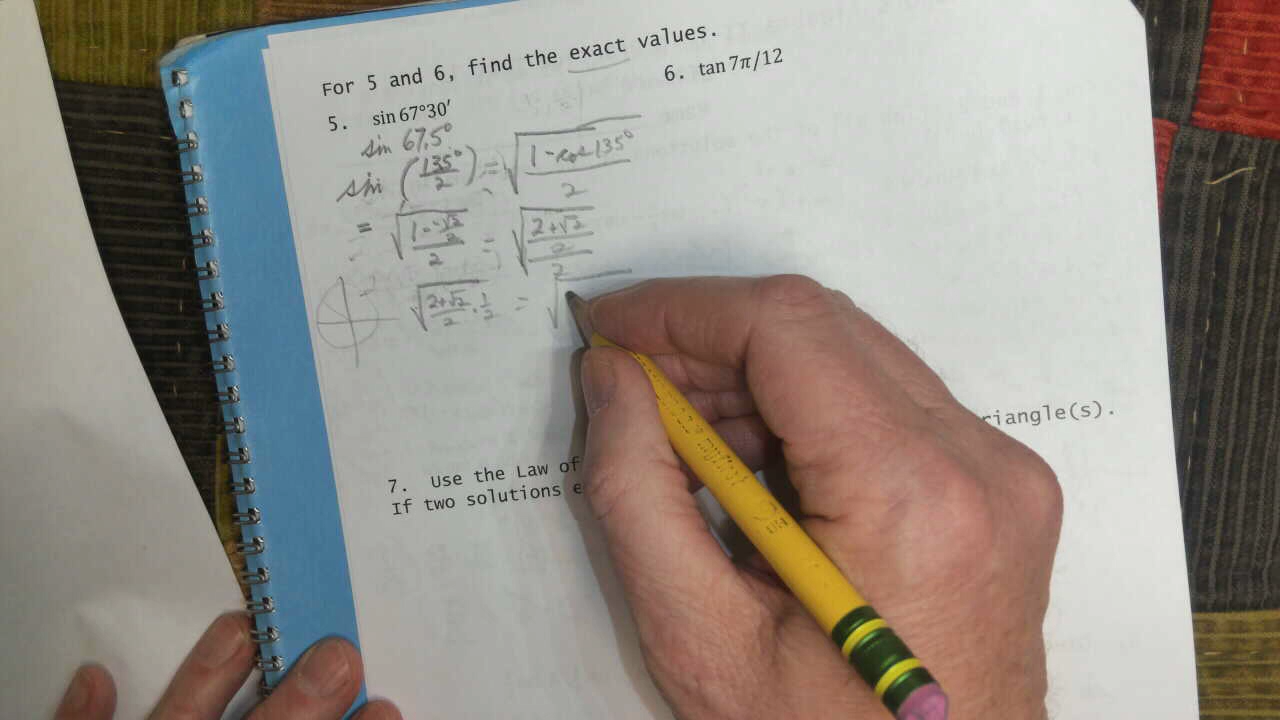 For 5 and 6, find the exact values.
5. sin 67°30′
6. tan 7π/12
sin 67.5°
sin (135°/2) = √((1 - cos 135°)/2)
= √((1 - -√2/2)/2) = √(((2+√2)/2)/2)
√((2+√2)/2 · 1/2) = √
riangle(s).
7. Use the Law of
If two solutions e